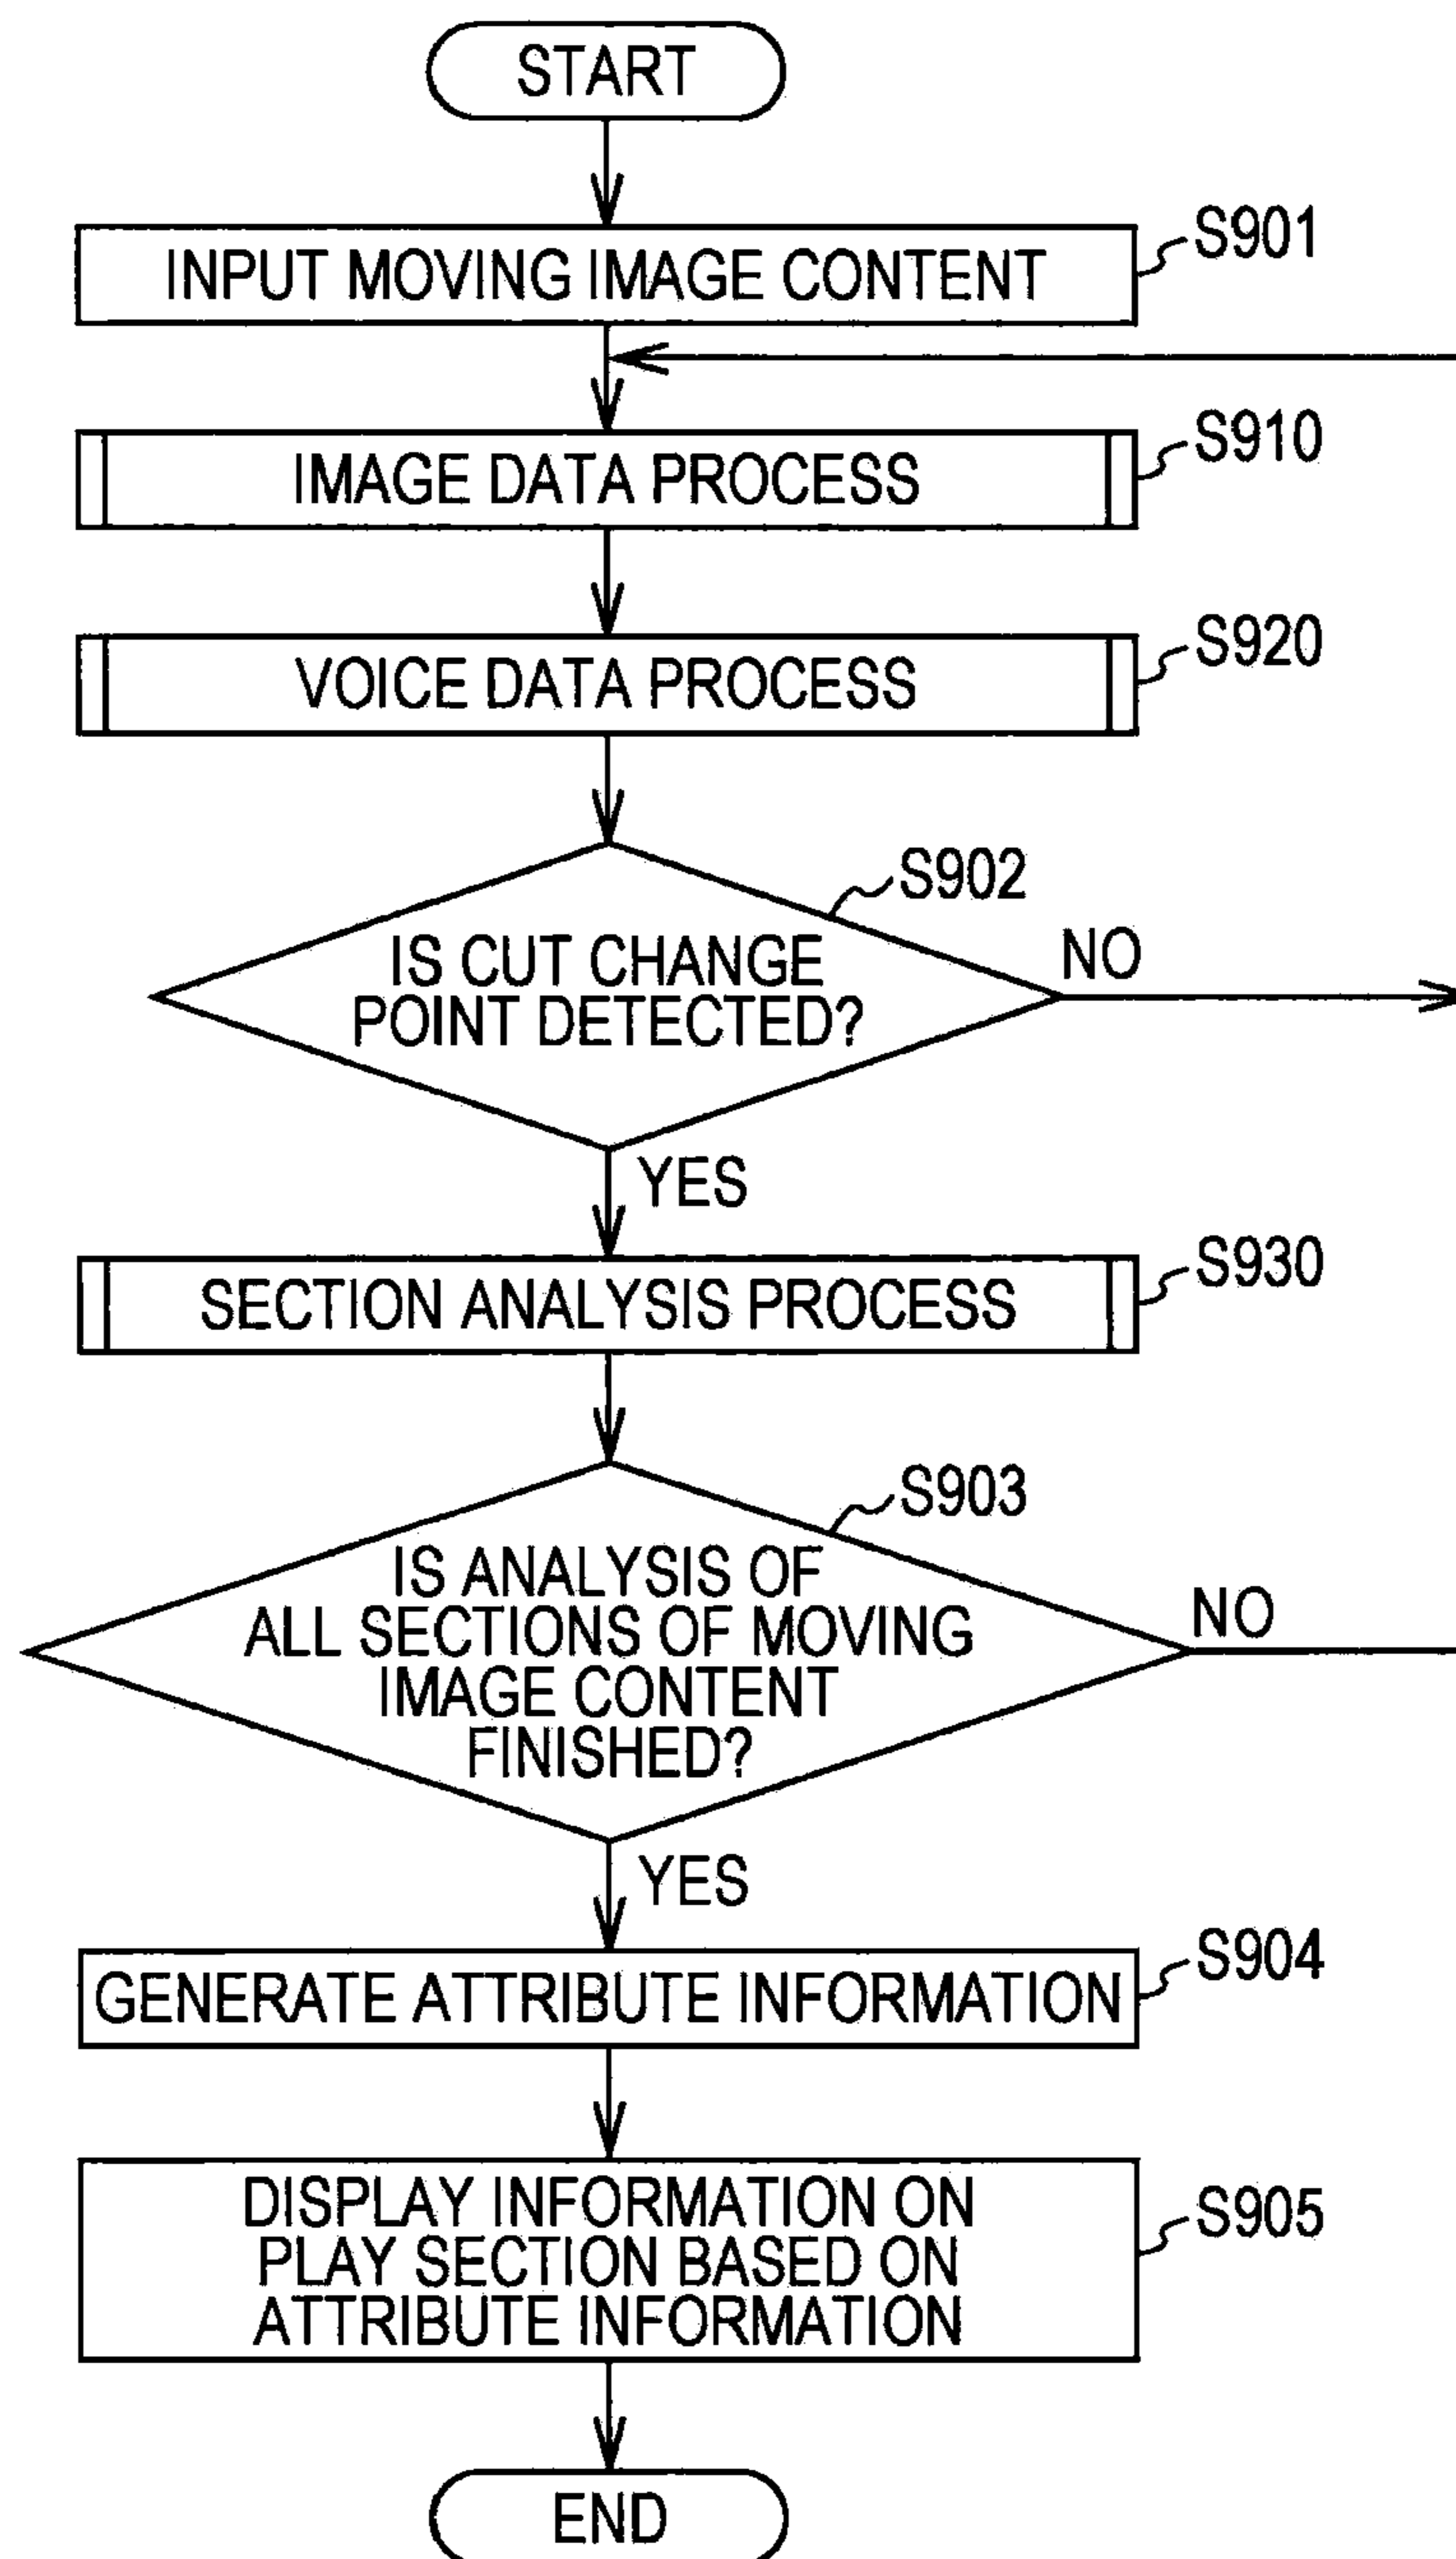 START
INPUT MOVING IMAGE CONTENT
S901
IMAGE DATA PROCESS
S910
VOICE DATA PROCESS
S920
S902
IS CUT CHANGE
POINT DETECTED?
NO
YES
SECTION ANALYSIS PROCESS
S930
S903
IS ANALYSIS OF
ALL SECTIONS OF MOVING
IMAGE CONTENT
FINISHED?
NO
YES
GENERATE ATTRIBUTE INFORMATION
S904
DISPLAY INFORMATION ON
PLAY SECTION BASED ON
ATTRIBUTE INFORMATION
S905
END